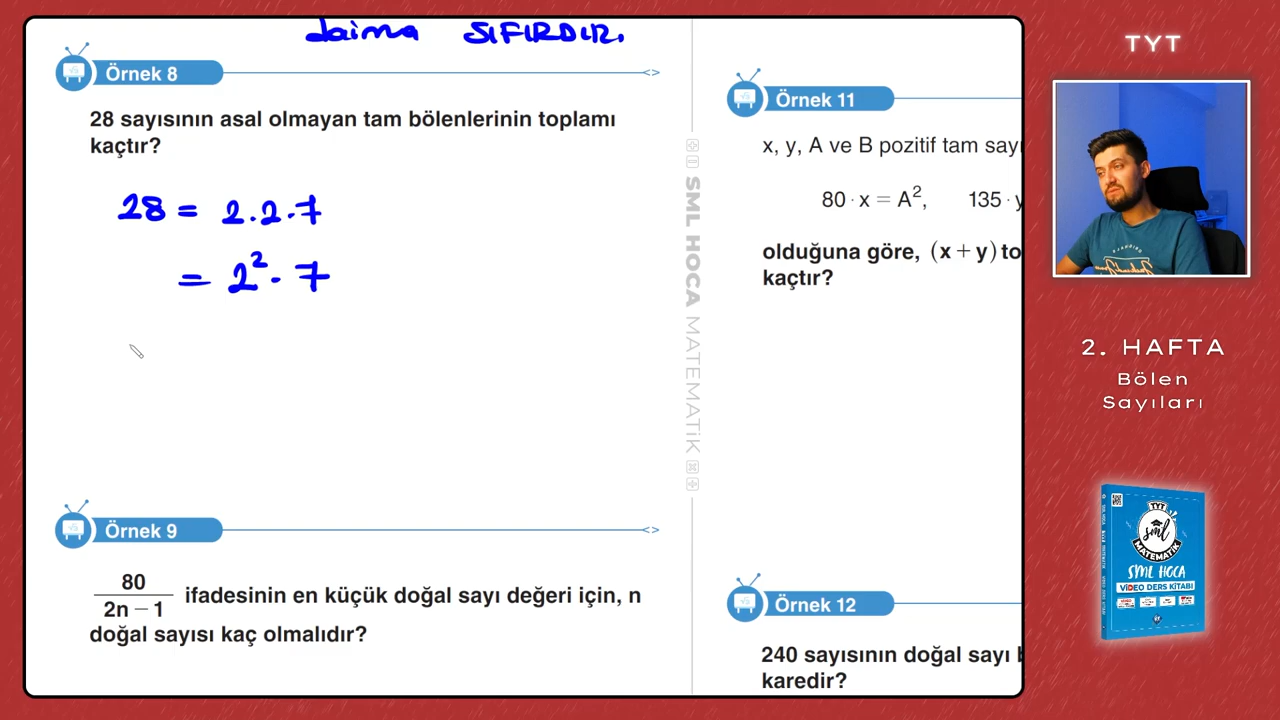 daima SIFIRDIR.
Örnek 8
28 sayısının asal olmayan tam bölenlerinin toplamı
kaçtır?
28 = 2.2.7
= 2². 7
Örnek 9
80
2n – 1
ifadesinin en küçük doğal sayı değeri için, n
doğal sayısı kaç olmalıdır?
SML HOCA MATEMATİK
Örnek 11
x, y, A ve B pozitif tam sayı
80 · x = A², 135 · y
olduğuna göre, (x + y) to
kaçtır?
Örnek 12
240 sayısının doğal sayı b
karedir?
TYT
2. HAFTA
Bölen
Sayıları
TYT
sml
MATEMATİK
SML HOCA
VİDEO DERS KİTABI